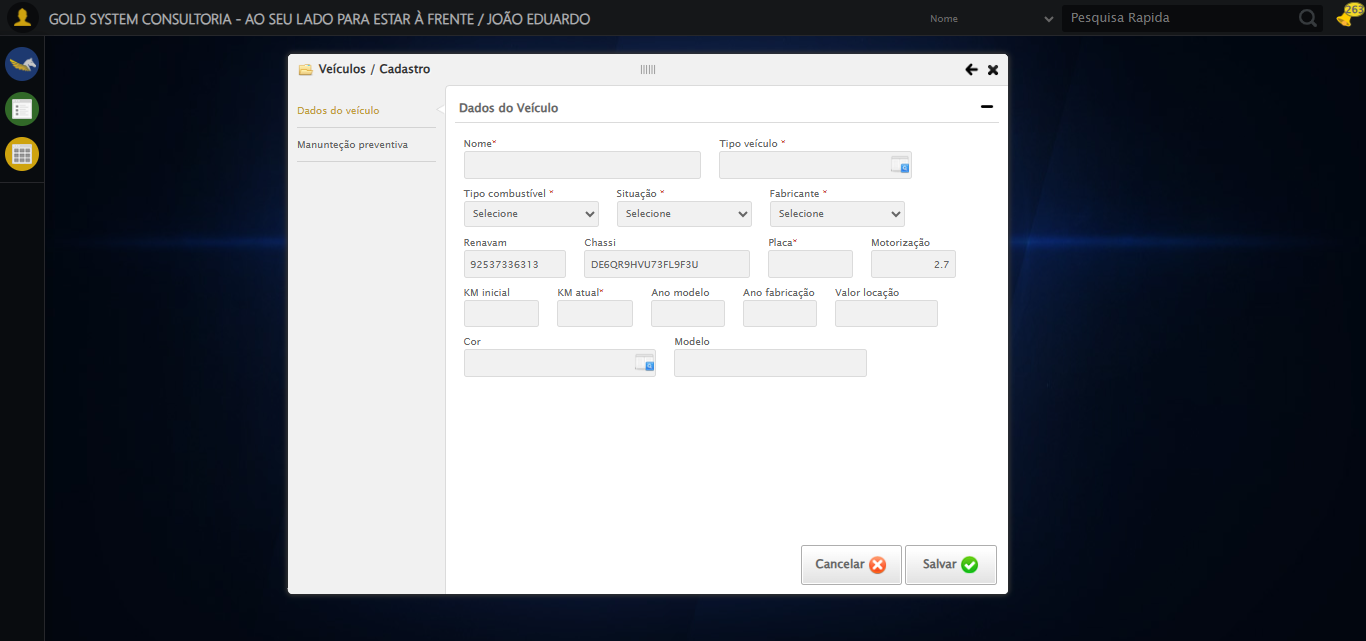 GOLD SYSTEM CONSULTORIA - AO SEU LADO PARA ESTAR À FRENTE / JOÃO EDUARDO
Nome
Pesquisa Rapida
263
Veículos / Cadastro
Dados do veículo
Manunteção preventiva
Dados do Veículo
Nome*
Tipo veículo *
Tipo combustível *
Situação *
Fabricante *
Selecione
Selecione
Selecione
Renavam
Chassi
Placa*
Motorização
92537336313
DE6QR9HVU73FL9F3U
2.7
KM inicial
KM atual*
Ano modelo
Ano fabricação
Valor locação
Cor
Modelo
Cancelar
Salvar